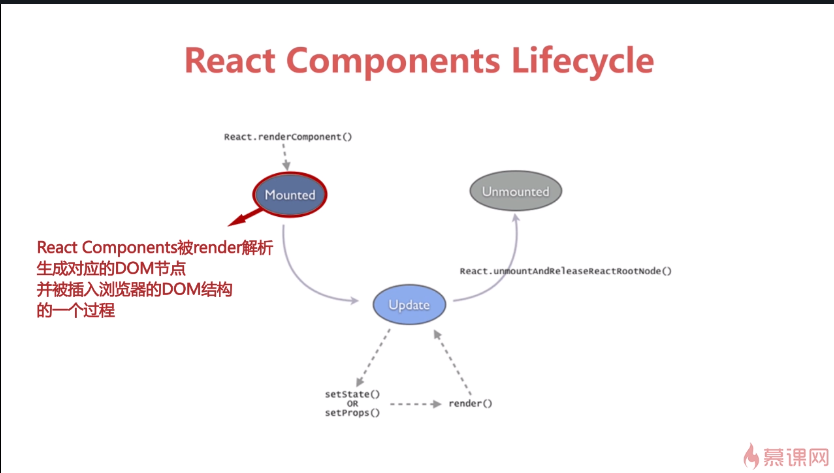 React Components Lifecycle
React.renderComponent()
Mounted
Unmounted
React Components被render解析
生成对应的DOM节点
并被插入浏览器的DOM结构
的一个过程
React.unmountAndReleaseReactRootNode()
Update
setState()
OR
setProps()
render()
慕课网